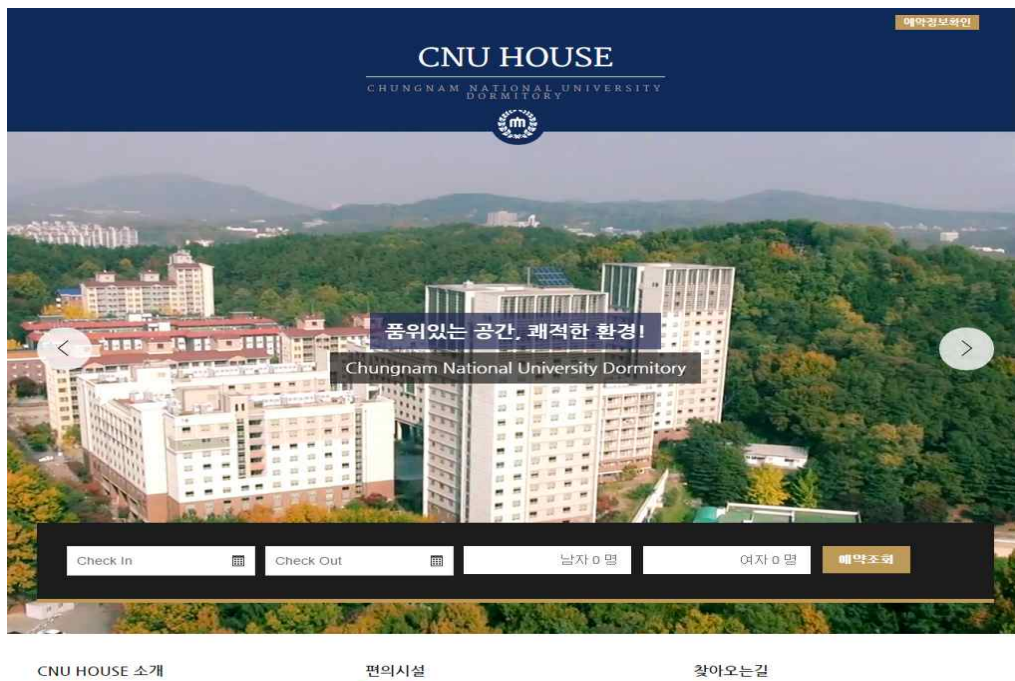 예약정보확인
CNU HOUSE
CHUNGNAM NATIONAL UNIVERSITY
DORMITORY
품위있는 공간, 쾌적한 환경!
Chungnam National University Dormitory
Check In
Check Out
남자 0 명
여자 0 명
예약조회
CNU HOUSE 소개
편의시설
찾아오는길